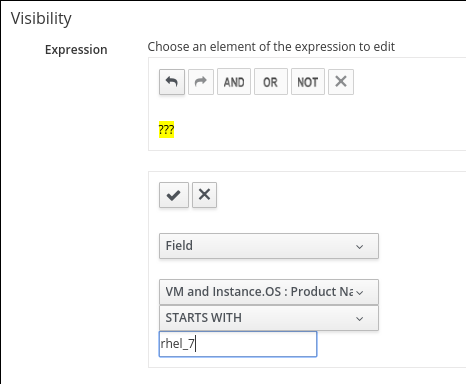 Visibility
Expression
Choose an element of the expression to edit
AND OR NOT
???
Field
VM and Instance.OS : Product Na
STARTS WITH
rhel_7